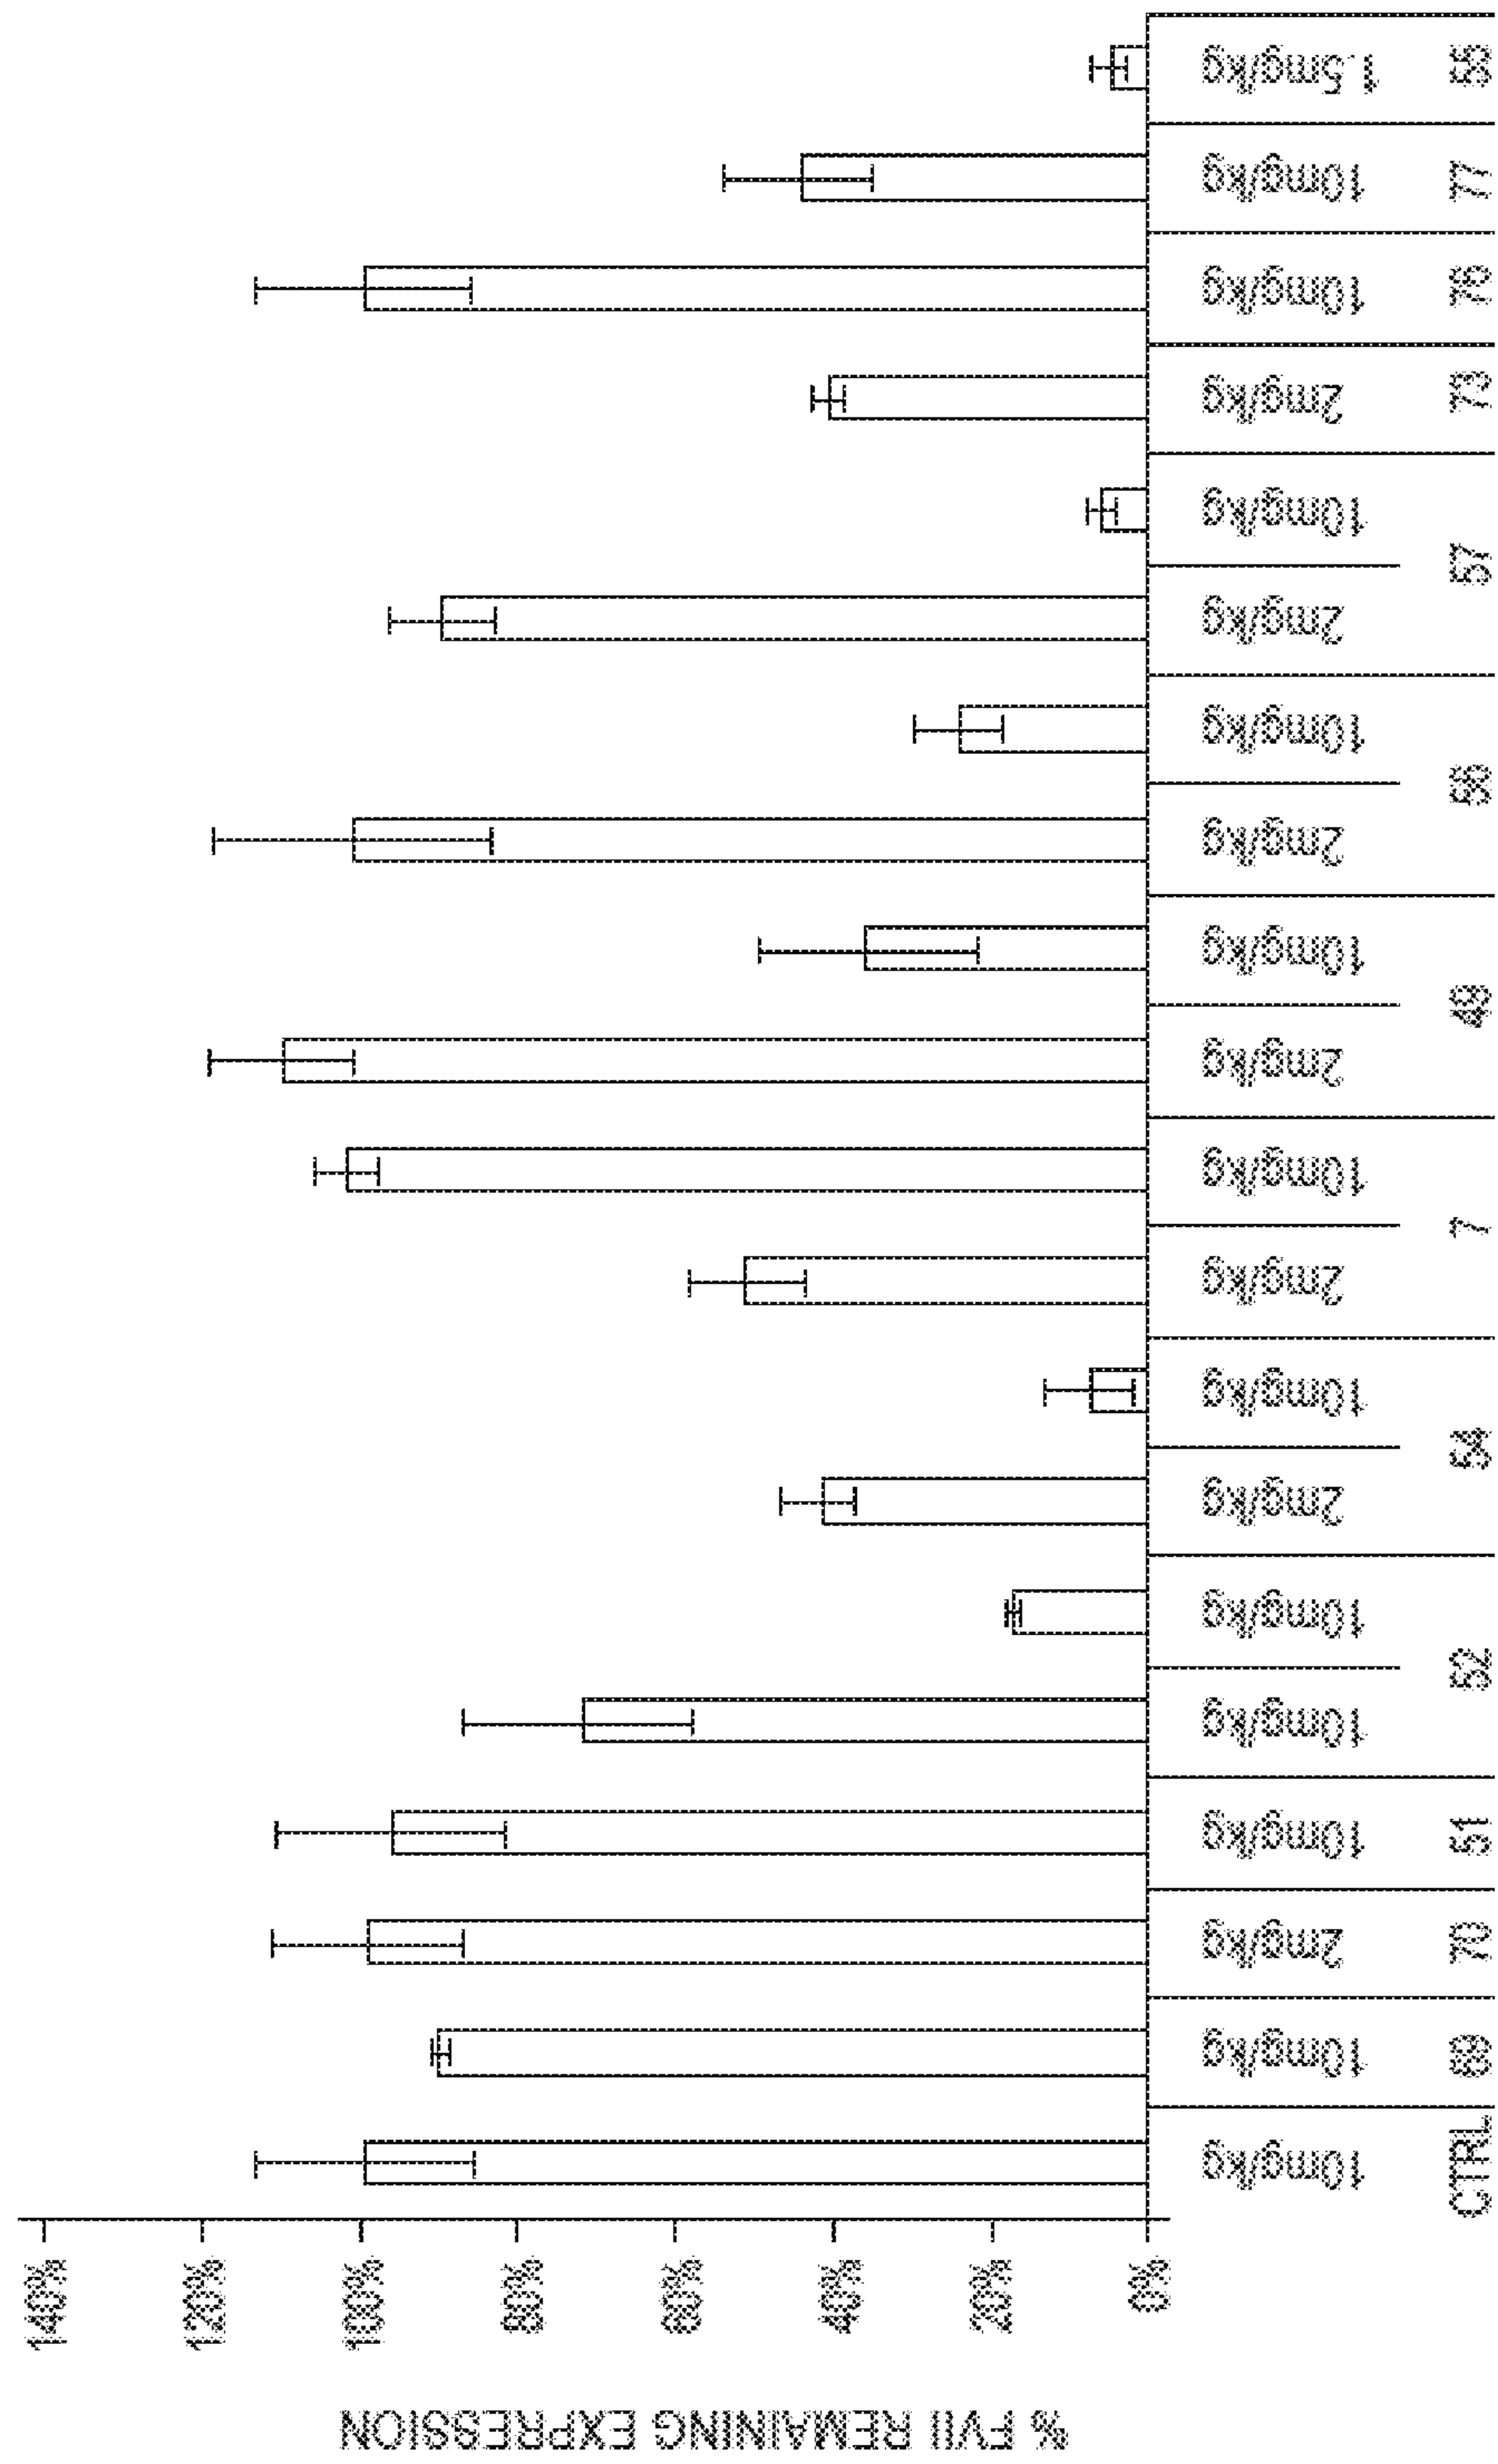 % FVII REMAINING EXPRESSION
140%
120%
100%
80%
60%
40%
20%
0%
10mg/kg 10mg/kg 2mg/kg 10mg/kg 10mg/kg 10mg/kg 2mg/kg 10mg/kg 2mg/kg 10mg/kg 2mg/kg 10mg/kg 2mg/kg 10mg/kg 2mg/kg 10mg/kg 2mg/kg 10mg/kg 10mg/kg 1.5mg/kg
CTRL 69 70 51 52 54 7 49 56 57 73 76 77 55